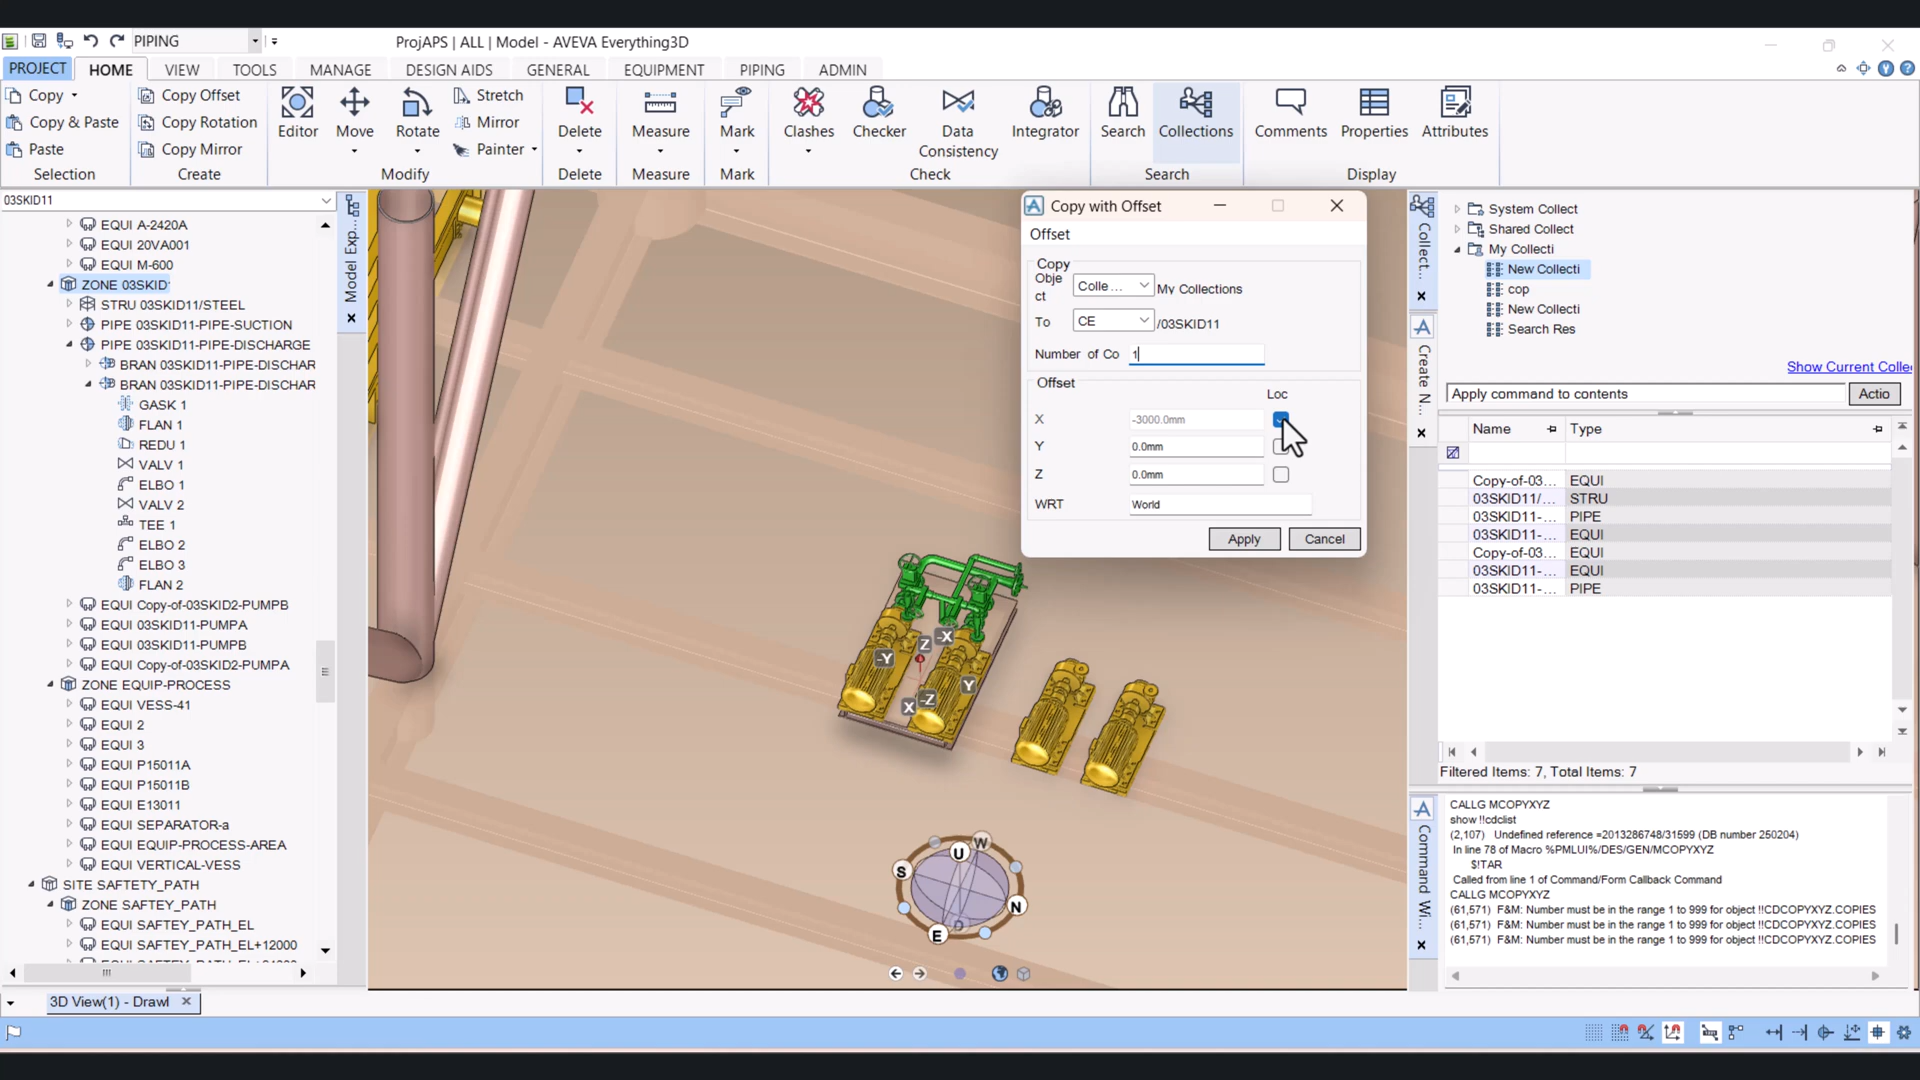 PIPING
ProjAPS | ALL | Model - AVEVA Everything3D
PROJECT
HOME
VIEW
TOOLS
MANAGE
DESIGN AIDS
GENERAL
EQUIPMENT
PIPING
ADMIN
Copy
Copy & Paste
Paste
Selection
Copy Offset
Copy Rotation
Copy Mirror
Create
Editor
Move
Rotate
Stretch
Mirror
Painter
Modify
Delete
Delete
Measure
Measure
Mark
Mark
Clashes
Checker
Data
Consistency
Integrator
Check
Search
Collections
Search
Comments
Properties
Attributes
Display
03SKID11
EQUI A-2420A
EQUI 20VA001
EQUI M-600
ZONE 03SKID
STRU 03SKID11/STEEL
PIPE 03SKID11-PIPE-SUCTION
PIPE 03SKID11-PIPE-DISCHARGE
BRAN 03SKID11-PIPE-DISCHAR
BRAN 03SKID11-PIPE-DISCHAR
GASK 1
FLAN 1
REDU 1
VALV 1
ELBO 1
VALV 2
TEE 1
ELBO 2
ELBO 3
FLAN 2
EQUI Copy-of-03SKID2-PUMPB
EQUI 03SKID11-PUMPA
EQUI 03SKID11-PUMPB
EQUI Copy-of-03SKID2-PUMPA
ZONE EQUIP-PROCESS
EQUI VESS-41
EQUI 2
EQUI 3
EQUI P15011A
EQUI P15011B
EQUI E13011
EQUI SEPARATOR-a
EQUI EQUIP-PROCESS-AREA
EQUI VERTICAL-VESS
SITE SAFTETY_PATH
ZONE SAFTEY_PATH
EQUI SAFTEY_PATH_EL
EQUI SAFTEY_PATH_EL+12000
Model Exp...
3D View(1) - Drawl
Copy with Offset
Offset
Copy
Obje
ct
Colle ...
My Collections
To
CE
/03SKID11
Number of Co
1
Offset
Loc
X
-3000.0mm
Y
0.0mm
Z
0.0mm
WRT
World
Apply
Cancel
-X
Z
-Y
Y
-Z
X
U
W
S
N
E
D
Collect...
Create N...
Command Wi...
System Collect
Shared Collect
My Collecti
New Collecti
cop
New Collecti
Search Res
Show Current Colle
Apply command to contents
Actio
Name
Type
Copy-of-03... EQUI
03SKID11/... STRU
03SKID11-... PIPE
03SKID11-... EQUI
Copy-of-03... EQUI
03SKID11-... EQUI
03SKID11-... PIPE
Filtered Items: 7, Total Items: 7
CALLG MCOPYXYZ
show !!cdclist
(2,107) Undefined reference =2013286748/31599 (DB number 250204)
In line 78 of Macro %PMLUI%/DES/GEN/MCOPYXYZ
$!TAR
Called from line 1 of Command/Form Callback Command
CALLG MCOPYXYZ
(61,571) F&M: Number must be in the range 1 to 999 for object !!CDCOPYXYZ.COPIES
(61,571) F&M: Number must be in the range 1 to 999 for object !!CDCOPYXYZ.COPIES
(61,571) F&M: Number must be in the range 1 to 999 for object !!CDCOPYXYZ.COPIES